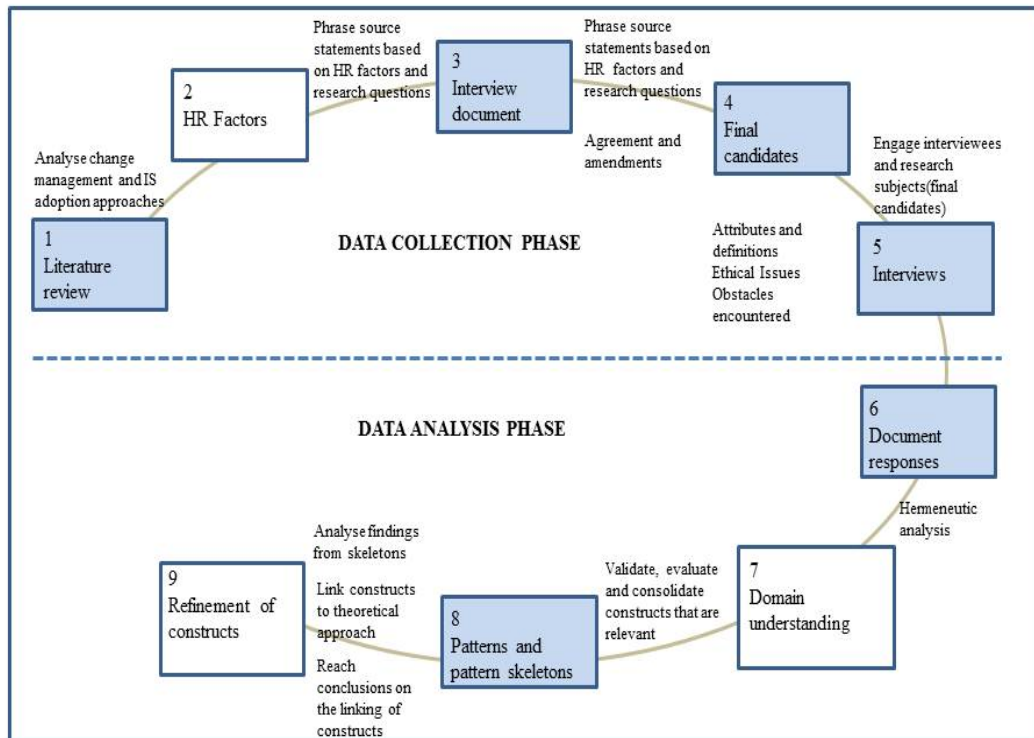 Phrase source
statements based
on HR factors and
research questions
3
Interview
document
Phrase source
statements based on
HR factors and
research questions
2
HR Factors
4
Final
candidates
Agreement and
amendments
Engage interviewees
and research
subjects(final
candidates)
Analyse change
management and IS
adoption approaches
1
Literature
review
DATA COLLECTION PHASE
Attributes and
definitions
Ethical Issues
Obstacles
encountered
5
Interviews
DATA ANALYSIS PHASE
6
Document
responses
Hermeneutic
analysis
7
Domain
understanding
Validate, evaluate
and consolidate
constructs that are
relevant
8
Patterns and
pattern skeletons
Analyse findings
from skeletons
Link constructs
to theoretical
approach
Reach
conclusions on
the linking of
constructs
9
Refinement of
constructs